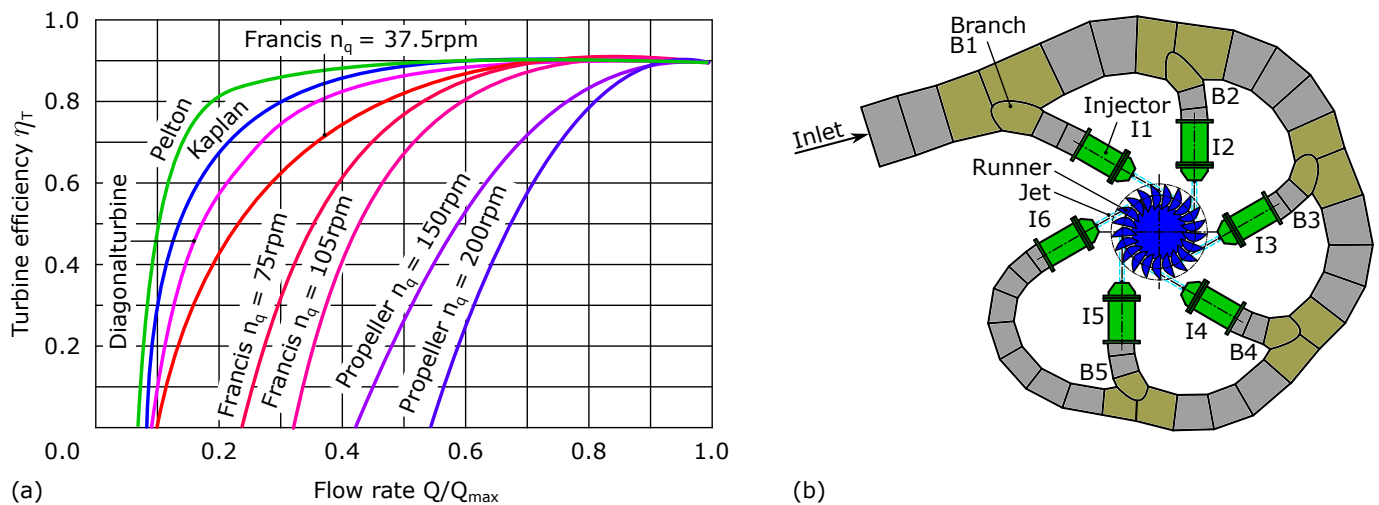 1.0
0.8
0.6
0.4
0.2
0.0
0.2
0.4
0.6
0.8
1.0
Turbine efficiency η_T
Flow rate Q/Q_max
Francis n_q = 37.5rpm
Pelton
Kaplan
Diagonalturbine
Francis n_q = 75rpm
Francis n_q = 105rpm
Propeller n_q = 150rpm
Propeller n_q = 200rpm
(a)
Branch
B1
Inlet
Injector
I1
B2
I2
Runner
Jet
I6
B3
I3
I5
I4
B4
B5
(b)